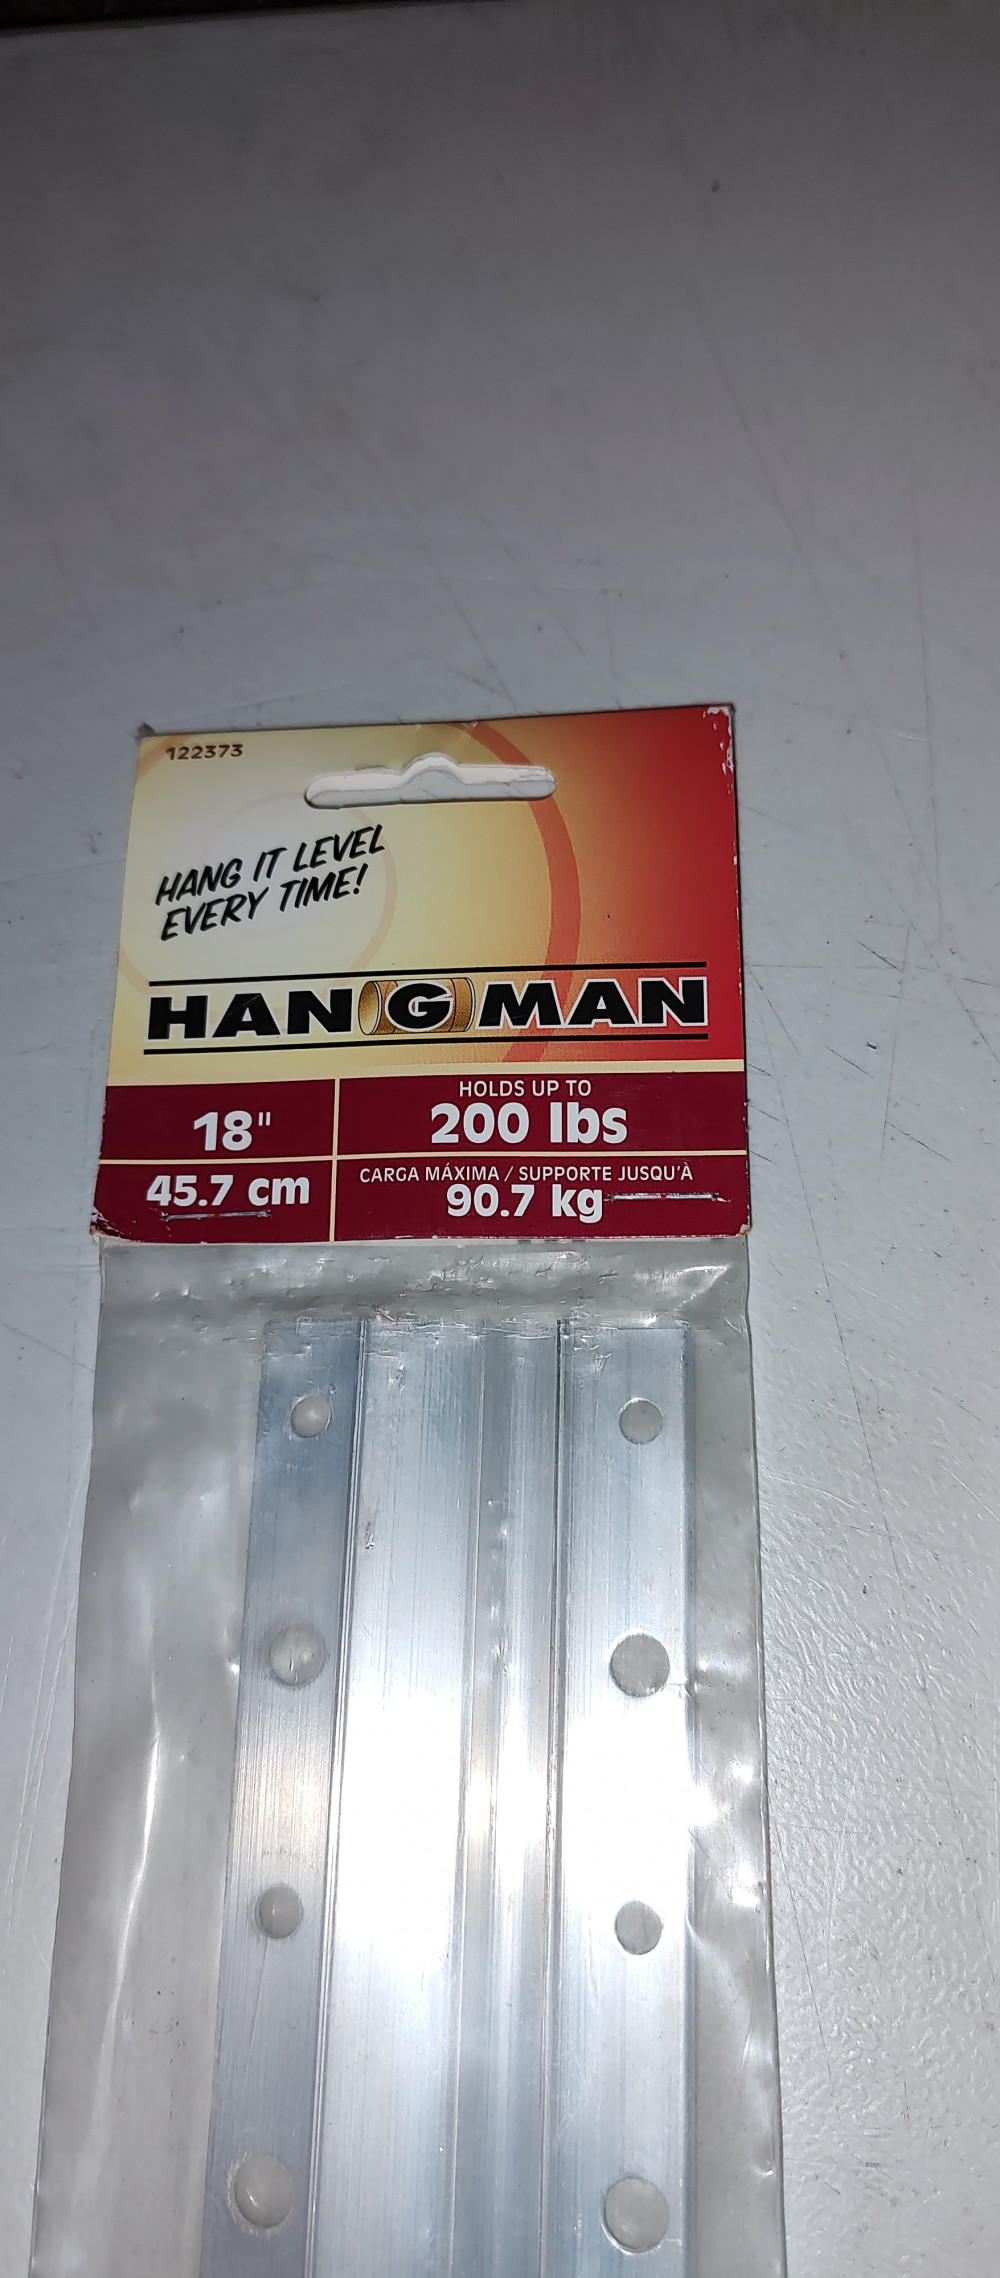 122373
HANG IT LEVEL
EVERY TIME!
HANGMAN
18"
45.7 cm
HOLDS UP TO
200 lbs
CARGA MÁXIMA / SUPPORTE JUSQU'À
90.7 kg